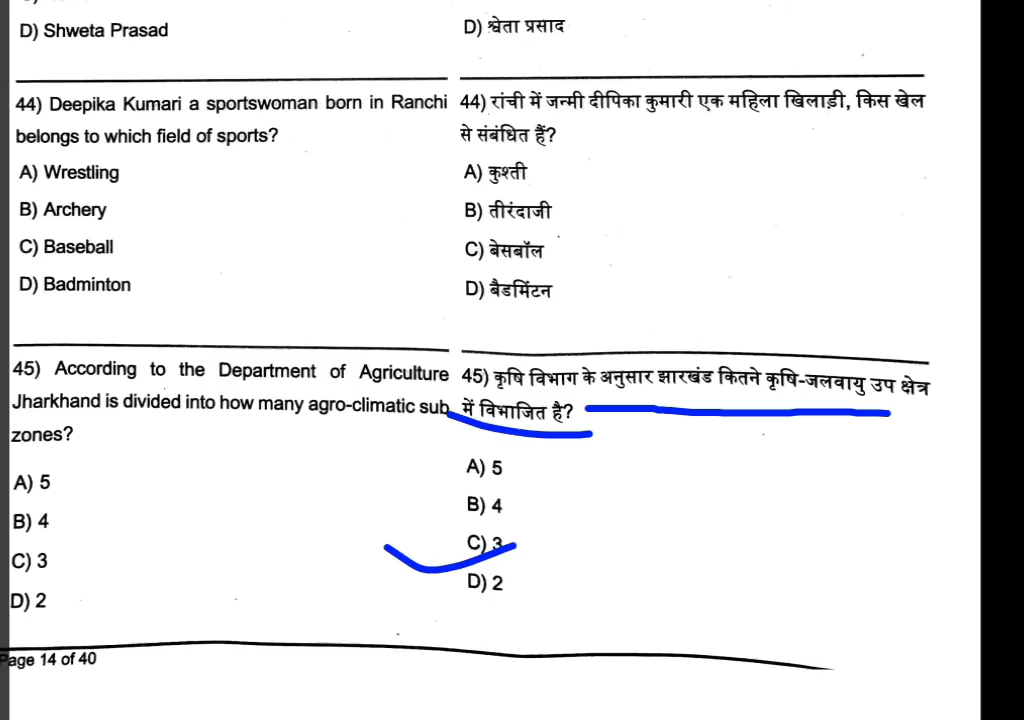 D) Shweta Prasad
44) Deepika Kumari a sportswoman born in Ranchi
belongs to which field of sports?
A) Wrestling
B) Archery
C) Baseball
D) Badminton
45) According to the Department of Agriculture
Jharkhand is divided into how many agro-climatic sub
zones?
A) 5
B) 4
C) 3
D) 2
Page 14 of 40
D) श्वेता प्रसाद
44) रांची में जन्मी दीपिका कुमारी एक महिला खिलाड़ी, किस खेल
से संबंधित हैं?
A) कुश्ती
B) तीरंदाजी
C) बेसबॉल
D) बैडमिंटन
45) कृषि विभाग के अनुसार झारखंड कितने कृषि-जलवायु उप क्षेत्र
में विभाजित है?
A) 5
B) 4
C) 3
D) 2